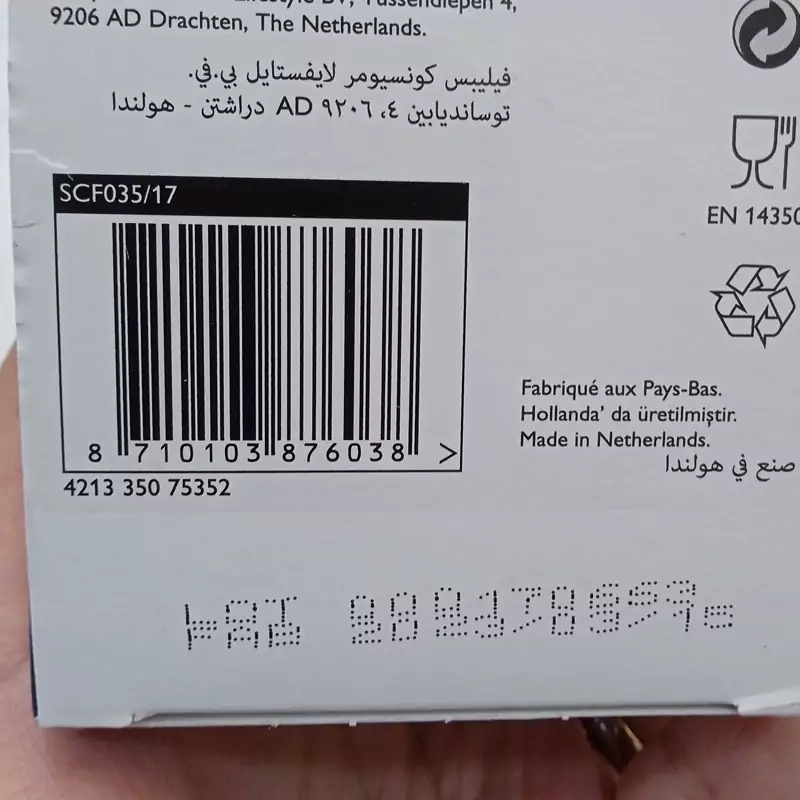 9206 AD Drachten, The Netherlands.
فيليبس كونسيومر لايفستايل بي.في.
توسانديابين ٤، ٩٢٠٦ AD دراشتن - هولندا
SCF035/17
8 710103 876038 >
4213 350 75352
EN 14350
Fabriqué aux Pays-Bas.
Hollanda' da üretilmiştir.
Made in Netherlands.
صنع في هولندا